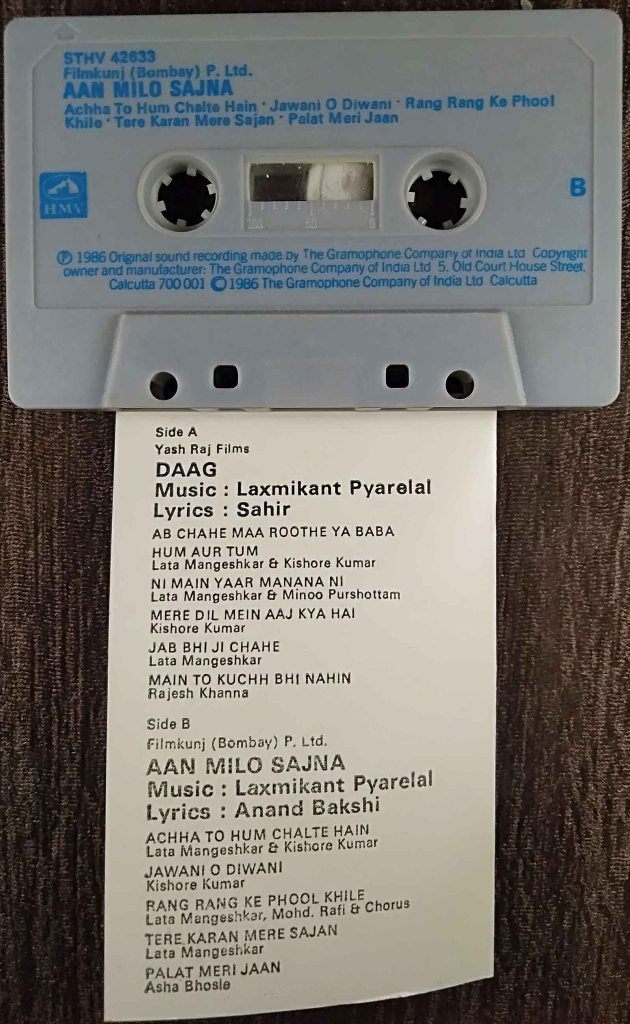 STHV 42633
Filmkunj (Bombay) P. Ltd.
AAN MILO SAJNA
Achha To Hum Chalte Hain · Jawani O Diwani · Rang Rang Ke Phool
Khile · Tere Karan Mere Sajan · Palat Meri Jaan
HMV
B
Ⓟ 1986 Original sound recording made by The Gramophone Company of India Ltd Copyright
owner and manufacturer: The Gramophone Company of India Ltd 5, Old Court House Street,
Calcutta 700 001 © 1986 The Gramophone Company of India Ltd Calcutta
Side A
Yash Raj Films
DAAG
Music : Laxmikant Pyarelal
Lyrics : Sahir
AB CHAHE MAA ROOTHE YA BABA
HUM AUR TUM
Lata Mangeshkar & Kishore Kumar
NI MAIN YAAR MANANA NI
Lata Mangeshkar & Minoo Purshottam
MERE DIL MEIN AAJ KYA HAI
Kishore Kumar
JAB BHI JI CHAHE
Lata Mangeshkar
MAIN TO KUCHH BHI NAHIN
Rajesh Khanna
Side B
Filmkunj (Bombay) P. Ltd.
AAN MILO SAJNA
Music : Laxmikant Pyarelal
Lyrics : Anand Bakshi
ACHHA TO HUM CHALTE HAIN
Lata Mangeshkar & Kishore Kumar
JAWANI O DIWANI
Kishore Kumar
RANG RANG KE PHOOL KHILE
Lata Mangeshkar, Mohd. Rafi & Chorus
TERE KARAN MERE SAJAN
Lata Mangeshkar
PALAT MERI JAAN
Asha Bhosle